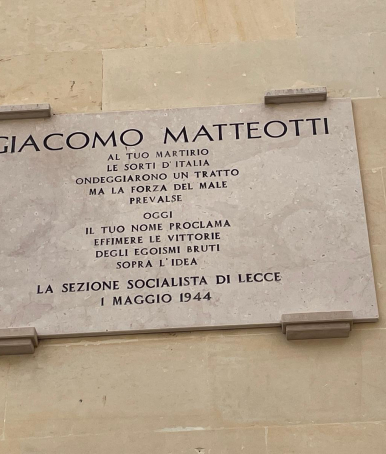 GIACOMO MATTEOTTI
AL TUO MARTIRIO
LE SORTI D'ITALIA
ONDEGGIARONO UN TRATTO
MA LA FORZA DEL MALE
PREVALSE
OGGI
IL TUO NOME PROCLAMA
EFFIMERE LE VITTORIE
DEGLI EGOISMI BRUTI
SOPRA L'IDEA
LA SEZIONE SOCIALISTA DI LECCE
1 MAGGIO 1944